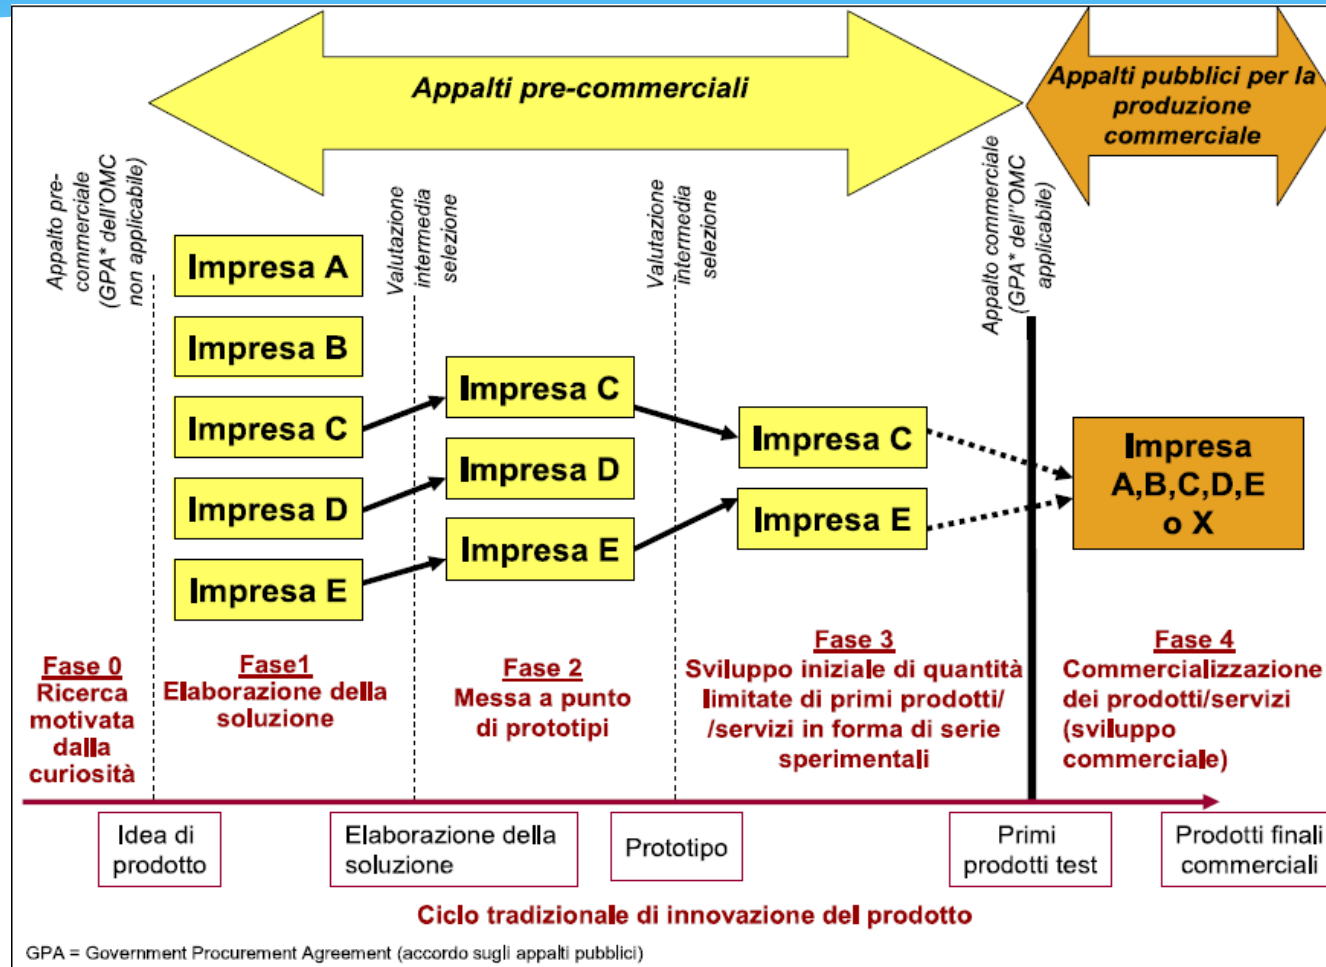 Appalti pre-commerciali
Appalti pubblici per la
produzione
commerciale
Appalto pre-
commerciale
(GPA* dell'OMC
non applicabile)
Valutazione
intermedia
selezione
Valutazione
intermedia
selezione
Appalto commerciale
(GPA* dell''OMC
applicabile)
Impresa A
Impresa B
Impresa C
Impresa D
Impresa E
Impresa C
Impresa D
Impresa E
Impresa C
Impresa E
Impresa
A,B,C,D,E
o X
Fase 0
Ricerca
motivata
dalla
curiosità
Fase1
Elaborazione della
soluzione
Fase 2
Messa a punto
di prototipi
Fase 3
Sviluppo iniziale di quantità
limitate di primi prodotti/
/servizi in forma di serie
sperimentali
Fase 4
Commercializzazione
dei prodotti/servizi
(sviluppo
commerciale)
Idea di
prodotto
Elaborazione della
soluzione
Prototipo
Primi
prodotti test
Prodotti finali
commerciali
Ciclo tradizionale di innovazione del prodotto
GPA = Government Procurement Agreement (accordo sugli appalti pubblici)